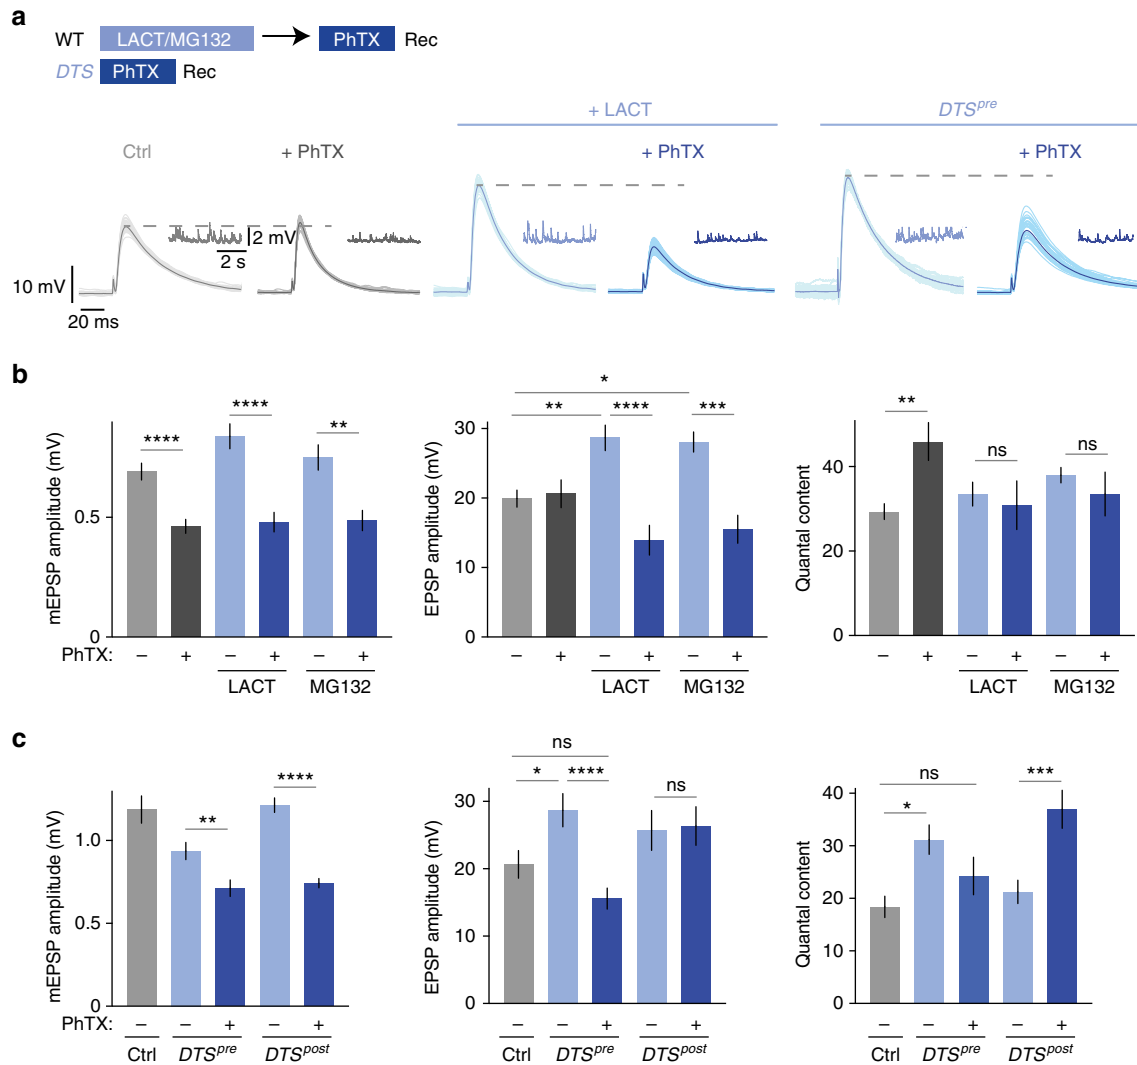 a
WT LACT/MG132 PhTX Rec
DTS PhTX Rec
+ LACT DTSpre
Ctrl + PhTX + PhTX + PhTX
2 mV
2 s
10 mV
20 ms
b
mEPSP amplitude (mV)
0.5
0
**** **** **
PhTX: – + – + – +
LACT MG132
EPSP amplitude (mV)
30
20
10
0
*
** **** ***
– + – + – +
LACT MG132
Quantal content
40
20
0
** ns ns
– + – + – +
LACT MG132
c
mEPSP amplitude (mV)
1.0
0.5
0
** ****
PhTX: – – + – +
Ctrl DTSpre DTSpost
EPSP amplitude (mV)
30
20
10
0
ns
* **** ns
– – + – +
Ctrl DTSpre DTSpost
Quantal content
40
30
20
10
0
ns ***
*
– – + – +
Ctrl DTSpre DTSpost